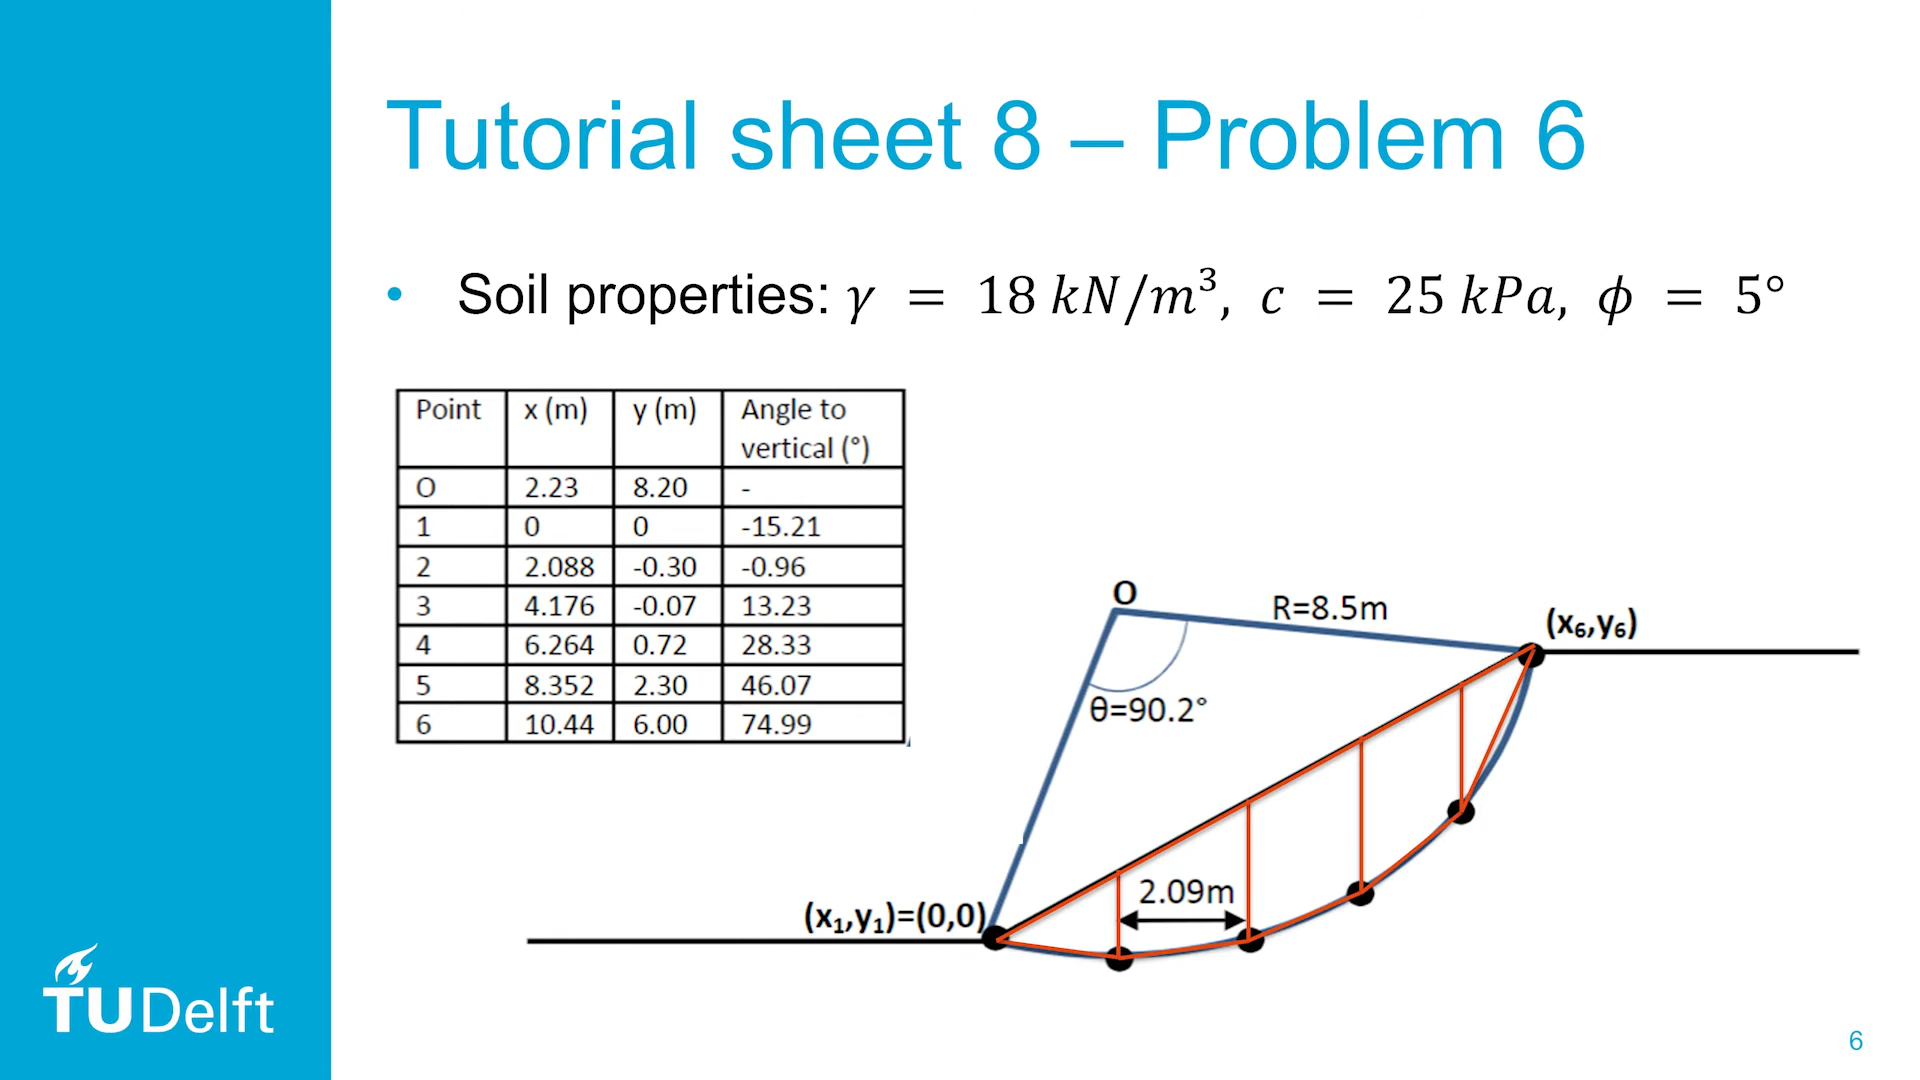 Tutorial sheet 8 – Problem 6
• Soil properties: γ = 18 kN/m³, c = 25 kPa, ϕ = 5°
Point x (m) y (m) Angle to vertical (°)
O 2.23 8.20 -
1 0 0 -15.21
2 2.088 -0.30 -0.96
3 4.176 -0.07 13.23
4 6.264 0.72 28.33
5 8.352 2.30 46.07
6 10.44 6.00 74.99
O
R=8.5m
(x₆,y₆)
θ=90.2°
2.09m
(x₁,y₁)=(0,0)
TUDelft
6